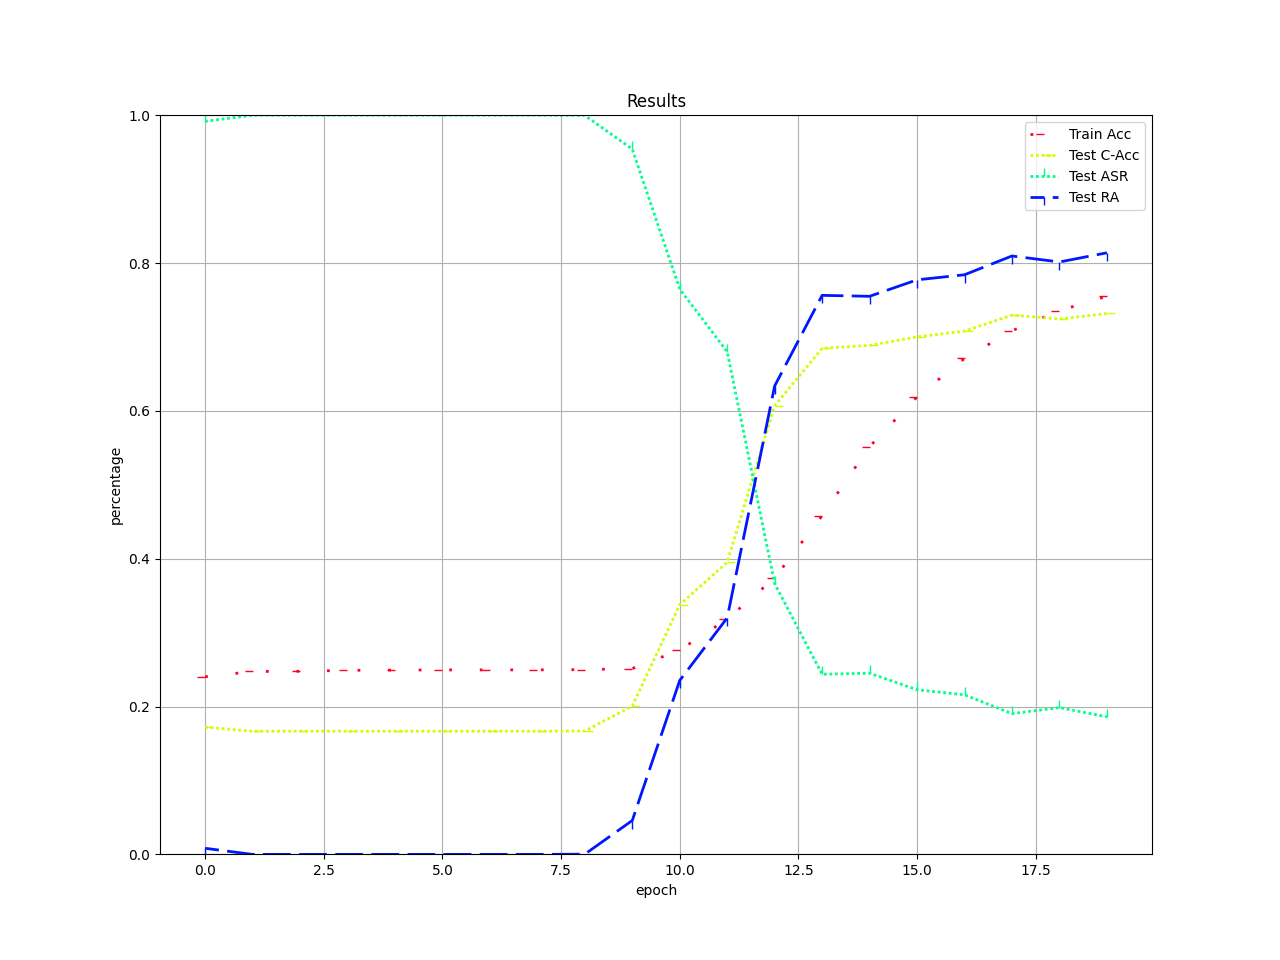 Results
1.0
0.8
0.6
0.4
0.2
0.0
percentage
0.0 2.5 5.0 7.5 10.0 12.5 15.0 17.5
epoch
Train Acc
Test C-Acc
Test ASR
Test RA